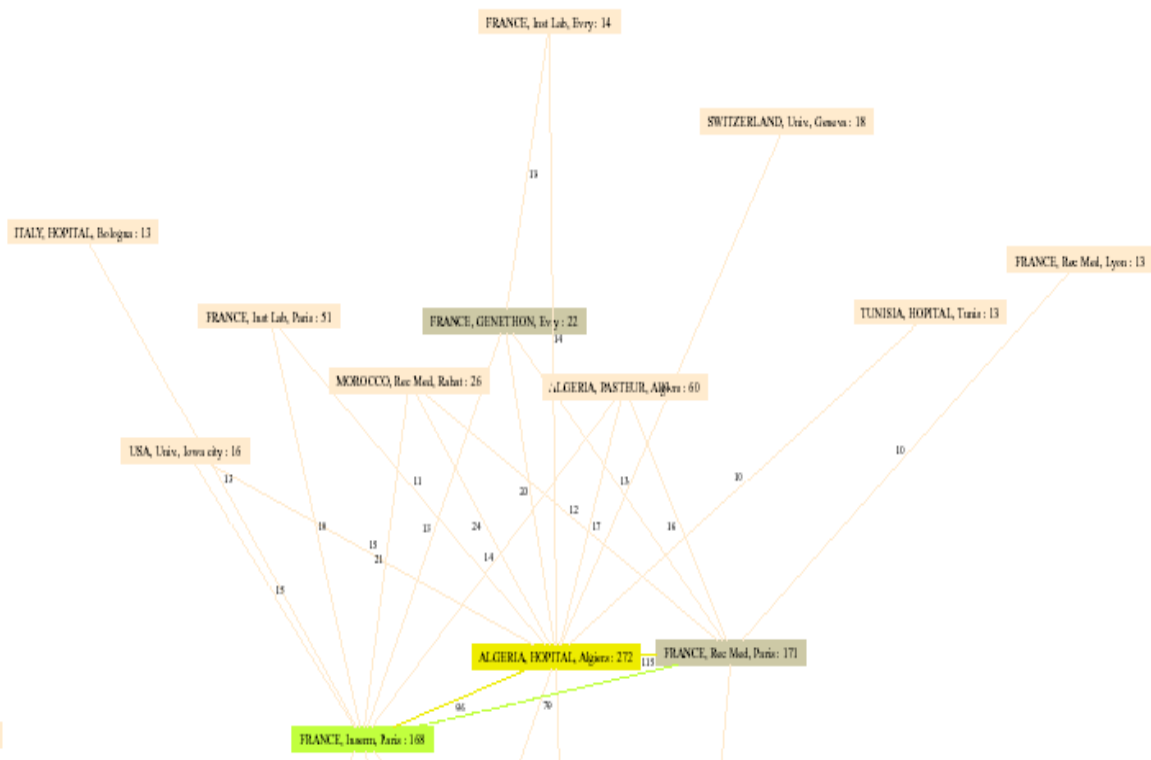 FRANCE, Inst Lab, Evry : 14
SWITZERLAND, Univ., Geneva : 18
13
ITALY, HOPITAL, Bologna : 13
FRANCE, Rec Med, Lyon : 13
FRANCE, Inst Lab, Paris : 51
FRANCE, GENETHON, Evry : 22
TUNISIA, HOPITAL, Tunis : 13
14
MOROCCO, Rec Med, Rabat : 26
ALGERIA, PASTEUR, Algiers : 60
USA, Univ., Iowa city : 16
10
13
11
13
10
20
12
18
13
24
17
16
15
21
14
15
ALGERIA, HOPITAL, Algiers : 272
FRANCE, Rec Med, Paris : 171
115
96
79
FRANCE, Inserm, Paris : 168